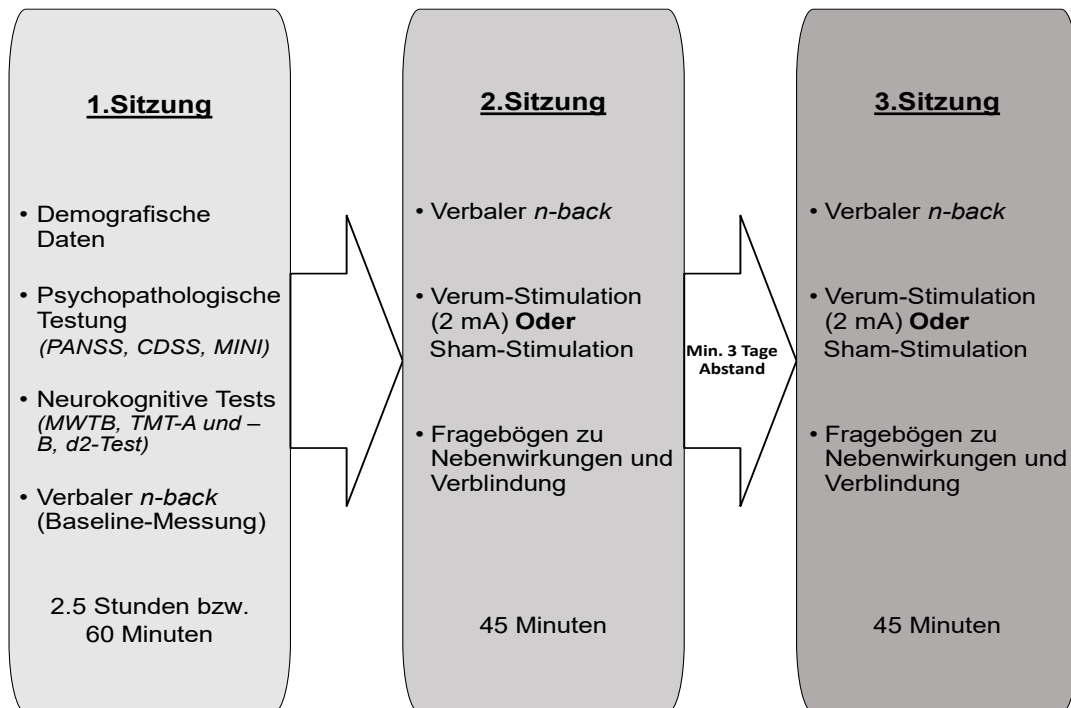 1.Sitzung
• Demografische
Daten
• Psychopathologische
Testung
(PANSS, CDSS, MINI)
• Neurokognitive Tests
(MWTB, TMT-A und –
B, d2-Test)
• Verbaler n-back
(Baseline-Messung)
2.5 Stunden bzw.
60 Minuten
2.Sitzung
• Verbaler n-back
• Verum-Stimulation
(2 mA) Oder
Sham-Stimulation
• Fragebögen zu
Nebenwirkungen und
Verblindung
45 Minuten
Min. 3 Tage
Abstand
3.Sitzung
• Verbaler n-back
• Verum-Stimulation
(2 mA) Oder
Sham-Stimulation
• Fragebögen zu
Nebenwirkungen und
Verblindung
45 Minuten